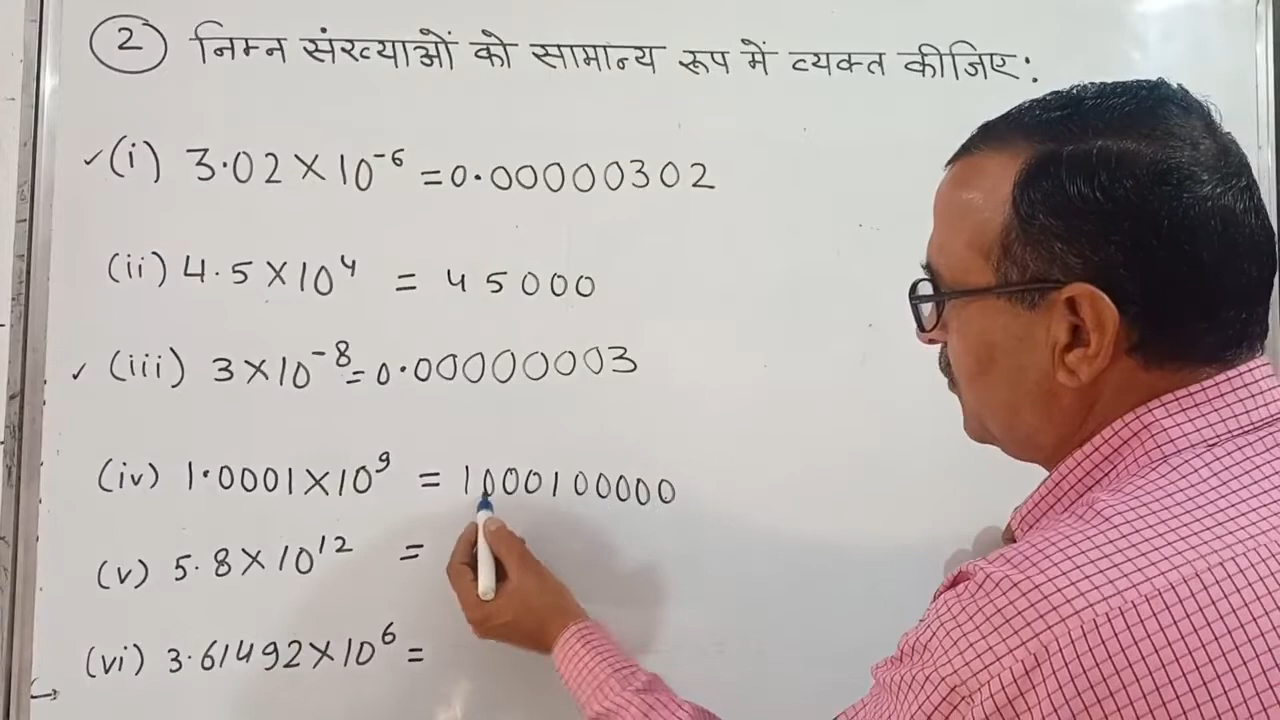 2 निम्न संख्याओं को सामान्य रूप में व्यक्त कीजिए:
✓(i) 3.02×10⁻⁶ = 0.00000302
(ii) 4.5×10⁴ = 45000
✓(iii) 3×10⁻⁸ = 0.00000003
(iv) 1.0001×10⁹ = 1000100000
(v) 5.8×10¹² =
(vi) 3.61492×10⁶ =